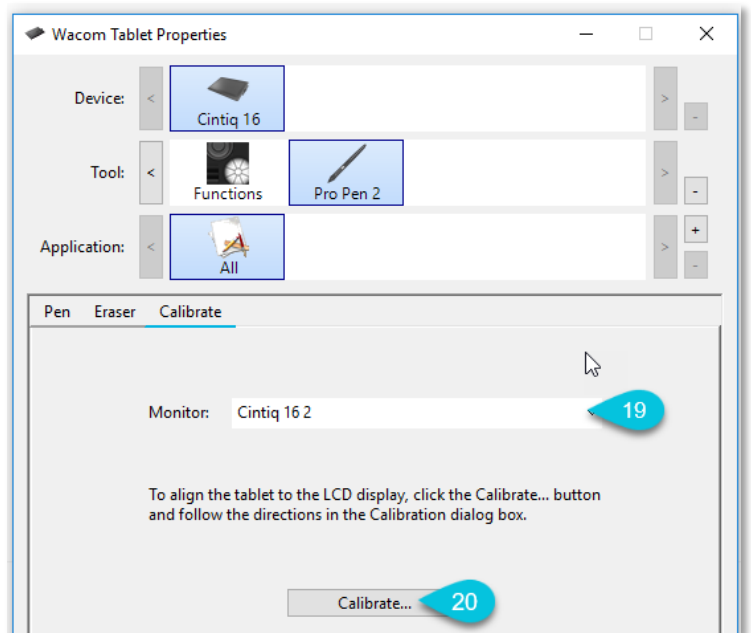 Wacom Tablet Properties
Device:
<
Cintiq 16
>
-
Tool:
<
Functions
Pro Pen 2
>
-
Application:
<
All
>
+
-
Pen Eraser Calibrate
Monitor: Cintiq 16 2
19
To align the tablet to the LCD display, click the Calibrate... button
and follow the directions in the Calibration dialog box.
Calibrate...
20